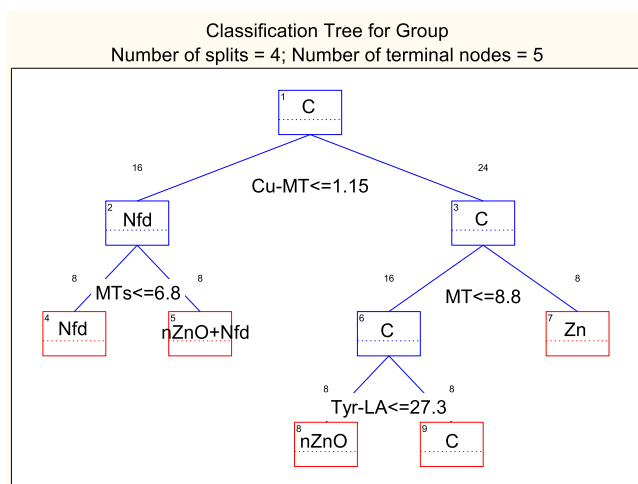 Classification Tree for Group
Number of splits = 4; Number of terminal nodes = 5
1
C
16
24
Cu-MT<=1.15
2
Nfd
3
C
8
8
16
8
MTs<=6.8
MT<=8.8
4
Nfd
5
nZnO+Nfd
6
C
7
Zn
8
8
Tyr-LA<=27.3
8
nZnO
9
C